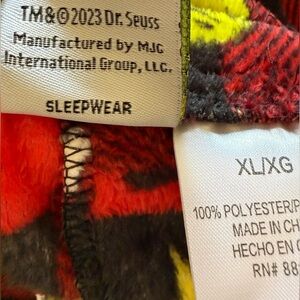 TM&©2023 Dr. Seuss
Manufactured by MJC
International Group, LLC.
SLEEPWEAR
XL/XG
100% POLYESTER/P
MADE IN CH
HECHO EN C
RN# 88